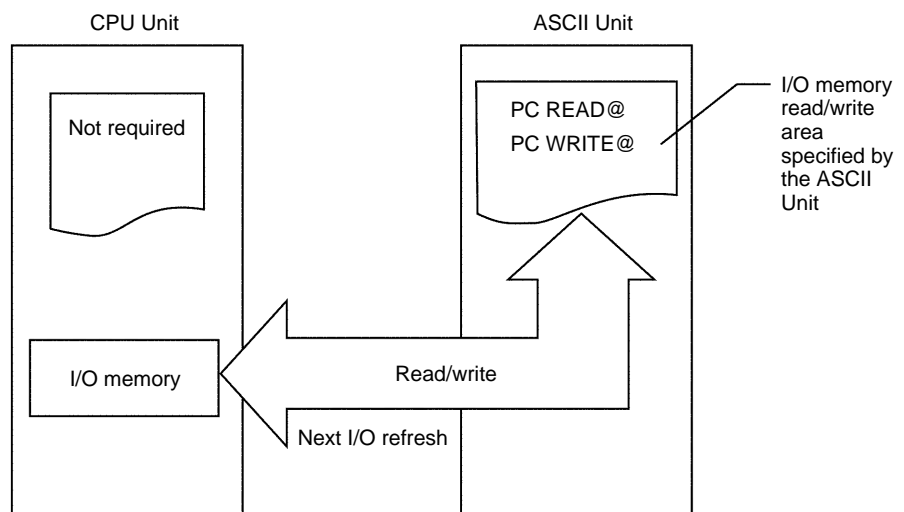 CPU Unit
ASCII Unit
Not required
PC READ@
PC WRITE@
I/O memory
read/write
area
specified by
the ASCII
Unit
I/O memory
Read/write
Next I/O refresh